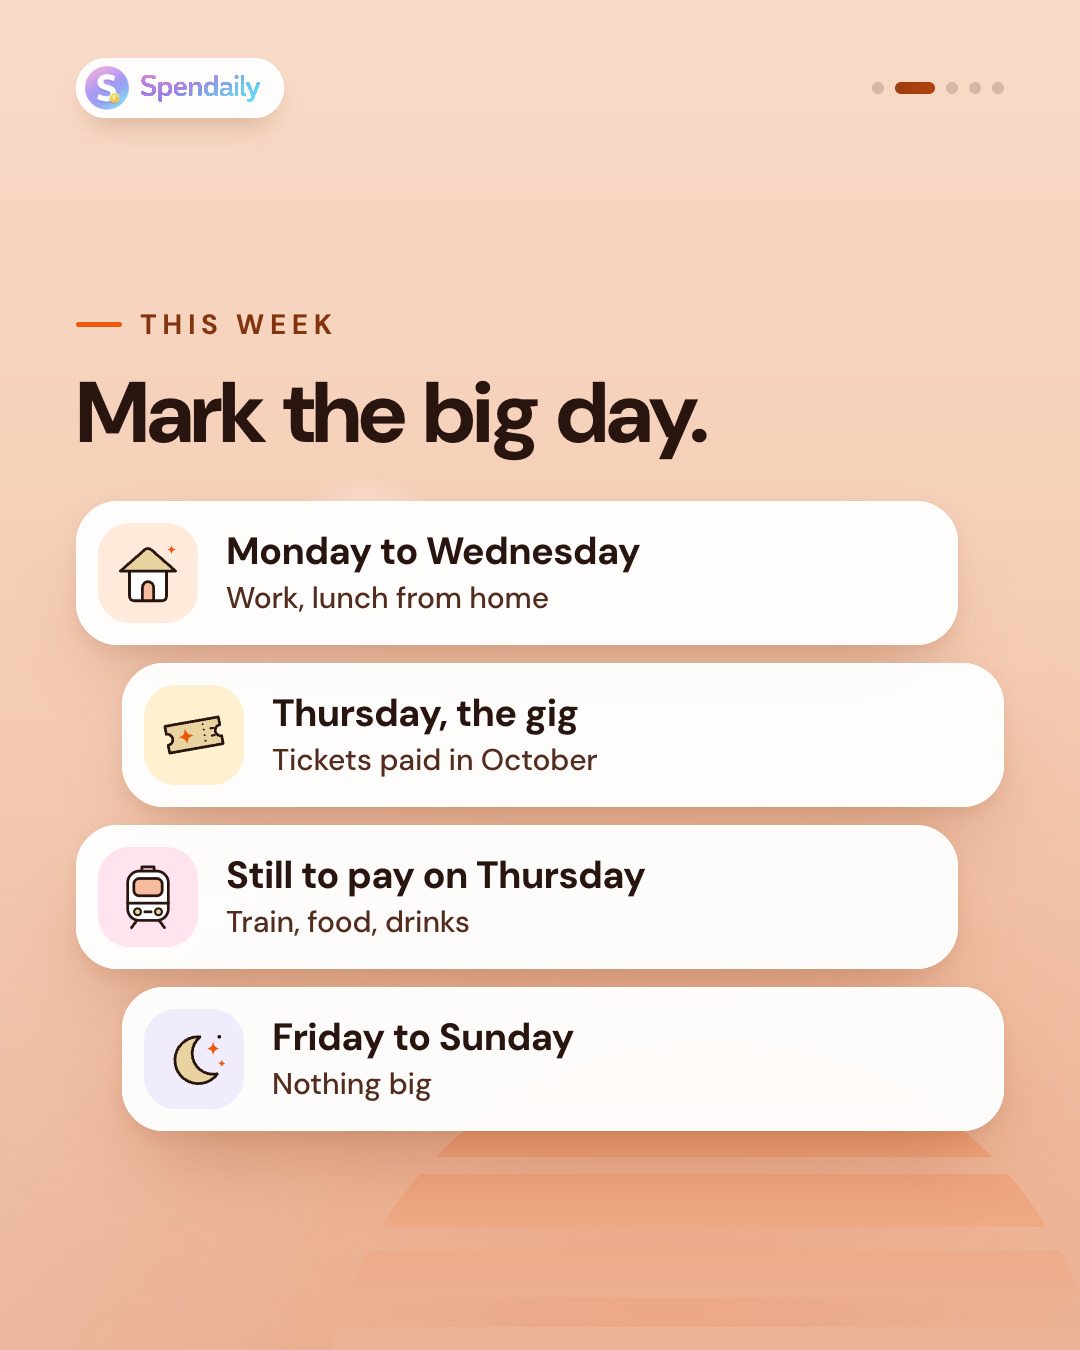 Spendaily
THIS WEEK
Mark the big day.
Monday to Wednesday
Work, lunch from home
Thursday, the gig
Tickets paid in October
Still to pay on Thursday
Train, food, drinks
Friday to Sunday
Nothing big